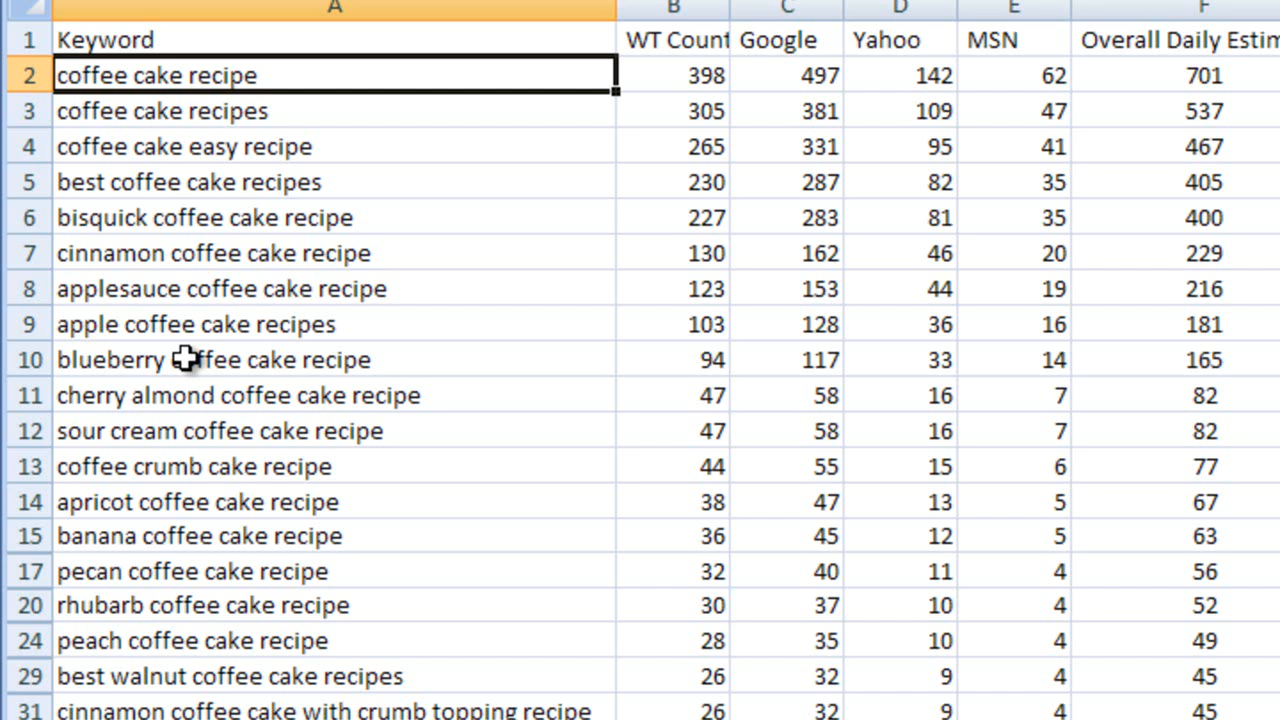 A B C D E F
1 Keyword WT Count Google Yahoo MSN Overall Daily Estim
2 coffee cake recipe 398 497 142 62 701
3 coffee cake recipes 305 381 109 47 537
4 coffee cake easy recipe 265 331 95 41 467
5 best coffee cake recipes 230 287 82 35 405
6 bisquick coffee cake recipe 227 283 81 35 400
7 cinnamon coffee cake recipe 130 162 46 20 229
8 applesauce coffee cake recipe 123 153 44 19 216
9 apple coffee cake recipes 103 128 36 16 181
10 blueberry coffee cake recipe 94 117 33 14 165
11 cherry almond coffee cake recipe 47 58 16 7 82
12 sour cream coffee cake recipe 47 58 16 7 82
13 coffee crumb cake recipe 44 55 15 6 77
14 apricot coffee cake recipe 38 47 13 5 67
15 banana coffee cake recipe 36 45 12 5 63
17 pecan coffee cake recipe 32 40 11 4 56
20 rhubarb coffee cake recipe 30 37 10 4 52
24 peach coffee cake recipe 28 35 10 4 49
29 best walnut coffee cake recipes 26 32 9 4 45
31 cinnamon coffee cake with crumb topping recipe 26 32 9 4 45